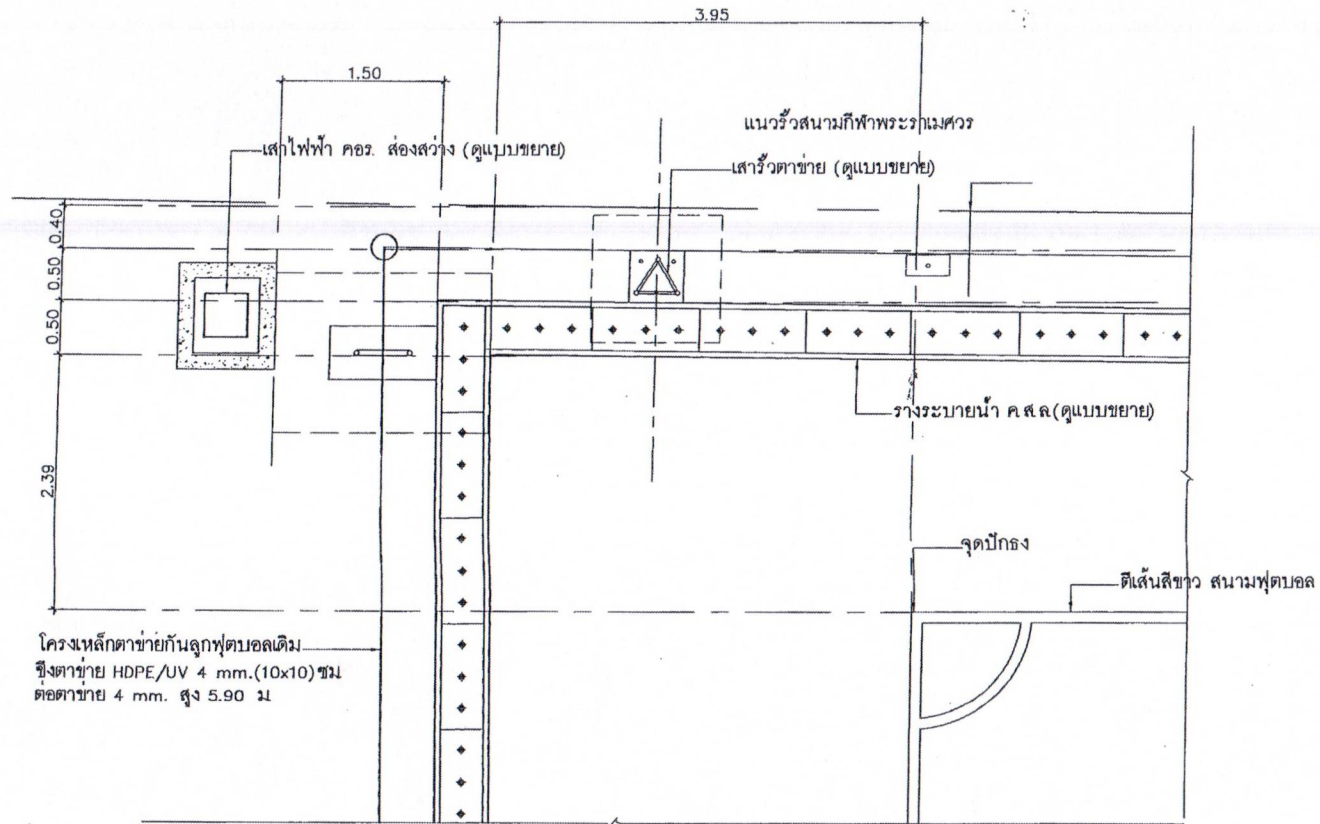 3.95
1.50
แนวรั้วสนามกีฬาพระราเมศวร
เสาไฟฟ้า คอร. ส่องสว่าง (ดูแบบขยาย)
เสารั้วตาข่าย (ดูแบบขยาย)
0.40
0.50
0.50
รางระบายน้ำ ค.ส.ล(ดูแบบขยาย)
2.39
จุดปักธง
ตีเส้นสีขาว สนามฟุตบอล
โครงเหล็กตาข่ายกันลูกฟุตบอลเดิม
ขึงตาข่าย HDPE/UV 4 mm.(10x10)ซม
ต่อตาข่าย 4 mm. สูง 5.90 ม